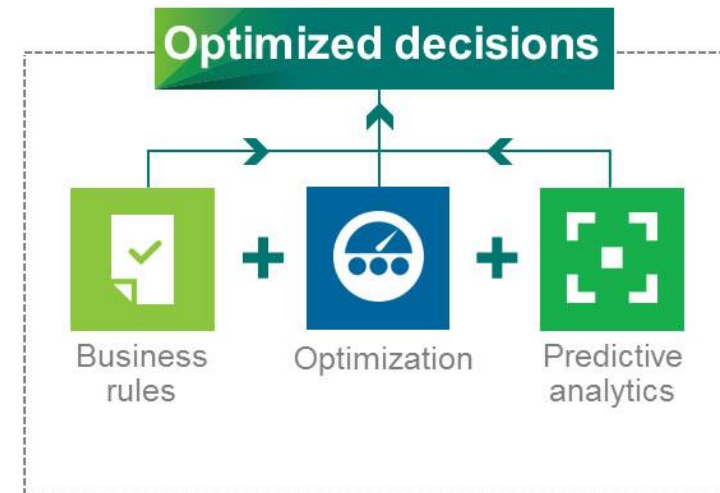 Optimized decisions
Business
rules
Optimization
Predictive
analytics